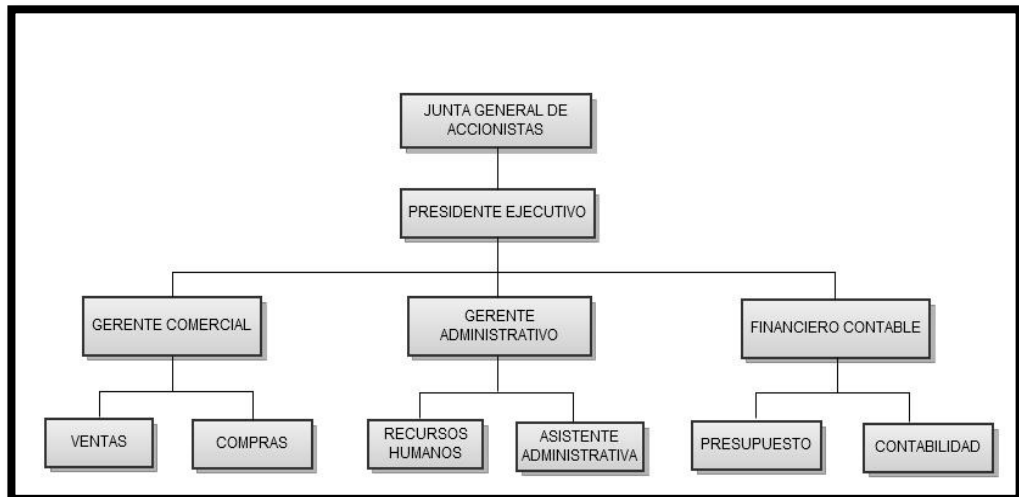 JUNTA GENERAL DE
ACCIONISTAS
PRESIDENTE EJECUTIVO
GERENTE COMERCIAL
GERENTE
ADMINISTRATIVO
FINANCIERO CONTABLE
VENTAS
COMPRAS
RECURSOS
HUMANOS
ASISTENTE
ADMINISTRATIVA
PRESUPUESTO
CONTABILIDAD